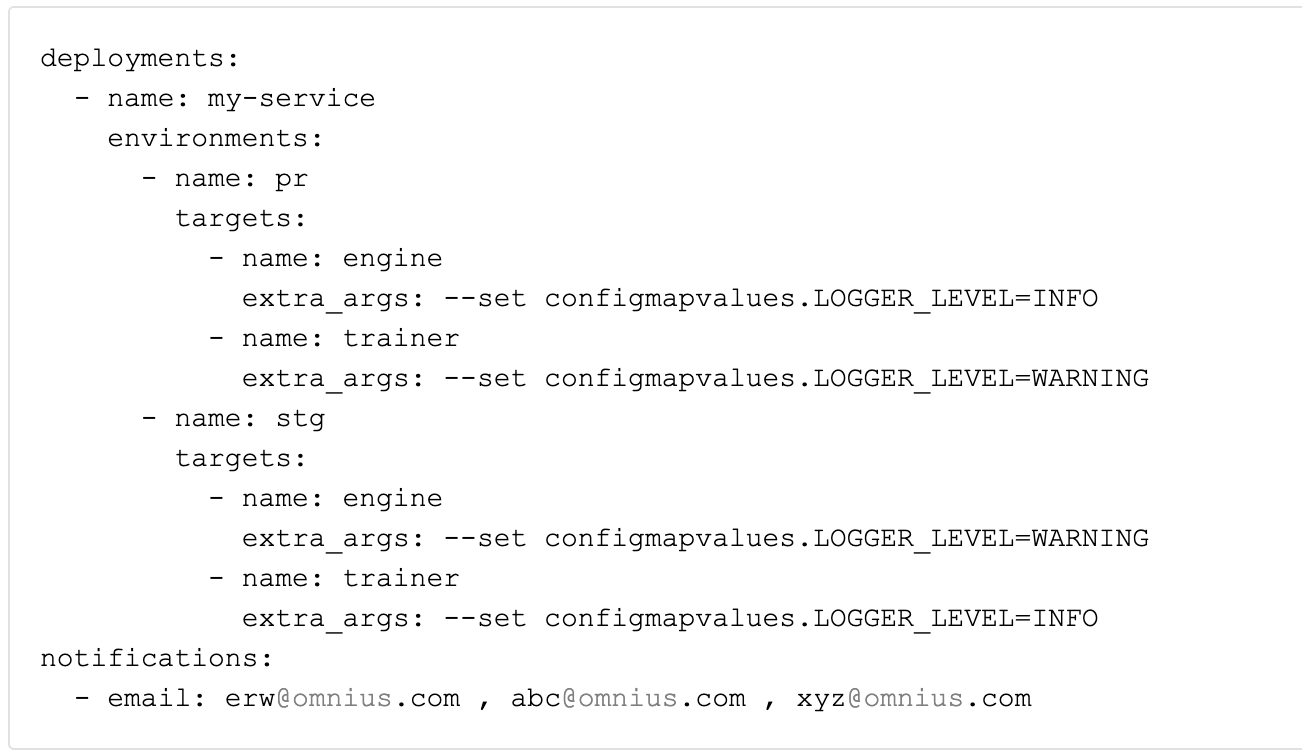 deployments:
  - name: my-service
    environments:
      - name: pr
        targets:
          - name: engine
            extra_args: --set configmapvalues.LOGGER_LEVEL=INFO
          - name: trainer
            extra_args: --set configmapvalues.LOGGER_LEVEL=WARNING
      - name: stg
        targets:
          - name: engine
            extra_args: --set configmapvalues.LOGGER_LEVEL=WARNING
          - name: trainer
            extra_args: --set configmapvalues.LOGGER_LEVEL=INFO
notifications:
  - email: erw@omnius.com , abc@omnius.com , xyz@omnius.com